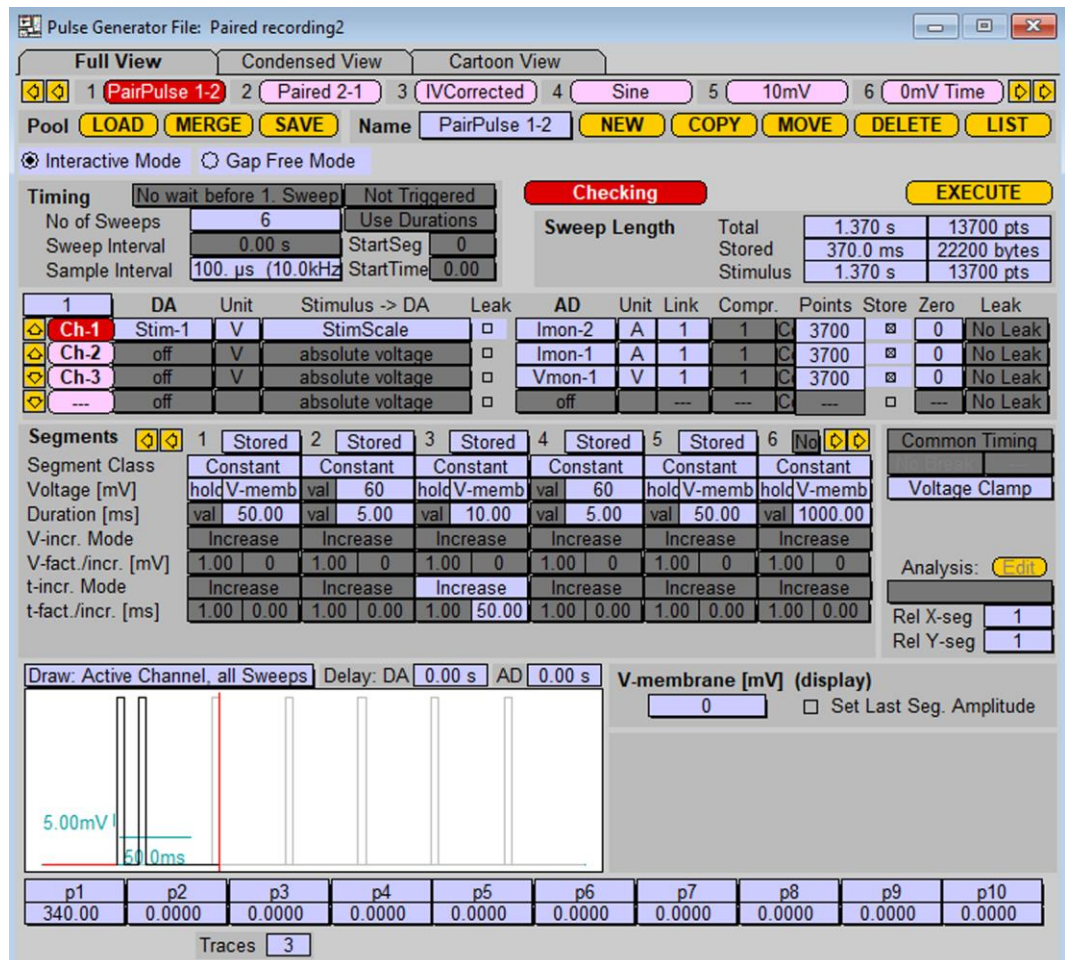 Pulse Generator File: Paired recording2
Full View Condensed View Cartoon View
1 PairPulse 1-2 2 Paired 2-1 3 IVCorrected 4 Sine 5 10mV 6 0mV Time
Pool LOAD MERGE SAVE Name PairPulse 1-2 NEW COPY MOVE DELETE LIST
Interactive Mode Gap Free Mode
Timing No wait before 1. Sweep Not Triggered Checking EXECUTE
No of Sweeps 6 Use Durations Sweep Length Total 1.370 s 13700 pts
Sweep Interval 0.00 s StartSeg 0 Stored 370.0 ms 22200 bytes
Sample Interval 100. µs (10.0kHz StartTime 0.00 Stimulus 1.370 s 13700 pts
1 DA Unit Stimulus -> DA Leak AD Unit Link Compr. Points Store Zero Leak
Ch-1 Stim-1 V StimScale Imon-2 A 1 1 C 3700 0 No Leak
Ch-2 off V absolute voltage Imon-1 A 1 1 C 3700 0 No Leak
Ch-3 off V absolute voltage Vmon-1 V 1 1 C 3700 0 No Leak
--- off absolute voltage off --- --- C --- --- No Leak
Segments 1 Stored 2 Stored 3 Stored 4 Stored 5 Stored 6 No Common Timing
Segment Class Constant Constant Constant Constant Constant Constant No Break ---
Voltage [mV] hold V-memb val 60 hold V-memb val 60 hold V-memb hold V-memb Voltage Clamp
Duration [ms] val 50.00 val 5.00 val 10.00 val 5.00 val 50.00 val 1000.00
V-incr. Mode Increase Increase Increase Increase Increase Increase
V-fact./incr. [mV] 1.00 0 1.00 0 1.00 0 1.00 0 1.00 0 1.00 0 Analysis: Edit
t-incr. Mode Increase Increase Increase Increase Increase Increase
t-fact./incr. [ms] 1.00 0.00 1.00 0.00 1.00 50.00 1.00 0.00 1.00 0.00 1.00 0.00 Rel X-seg 1
Rel Y-seg 1
Draw: Active Channel, all Sweeps Delay: DA 0.00 s AD 0.00 s V-membrane [mV] (display)
0 Set Last Seg. Amplitude
5.00mV
50.0ms
p1 p2 p3 p4 p5 p6 p7 p8 p9 p10
340.00 0.0000 0.0000 0.0000 0.0000 0.0000 0.0000 0.0000 0.0000 0.0000
Traces 3